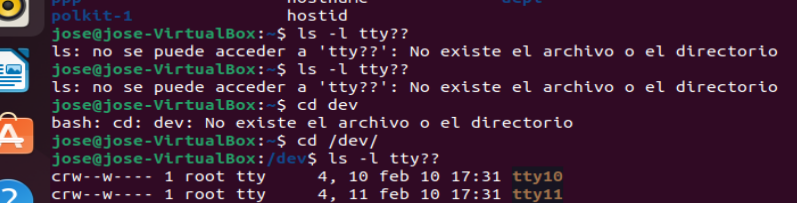 polkit-1 hostid
jose@jose-VirtualBox:~$ ls -l tty??
ls: no se puede acceder a 'tty??': No existe el archivo o el directorio
jose@jose-VirtualBox:~$ ls -l tty??
ls: no se puede acceder a 'tty??': No existe el archivo o el directorio
jose@jose-VirtualBox:~$ cd dev
bash: cd: dev: No existe el archivo o el directorio
jose@jose-VirtualBox:~$ cd /dev/
jose@jose-VirtualBox:/dev$ ls -l tty??
crw--w---- 1 root tty 4, 10 feb 10 17:31 tty10
crw--w---- 1 root tty 4, 11 feb 10 17:31 tty11